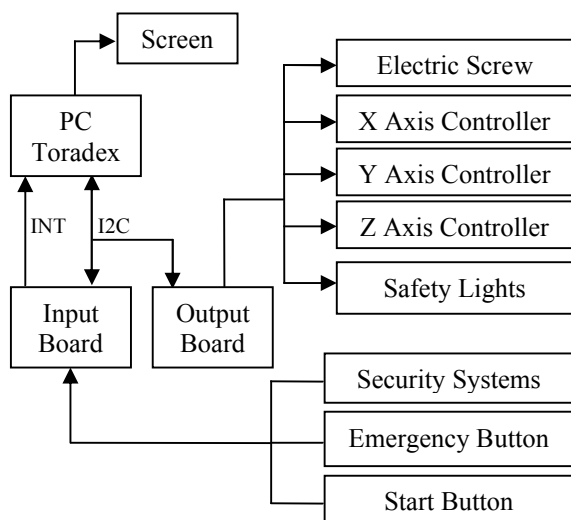 Screen
PC
Toradex
INT
I2C
Input
Board
Output
Board
Electric Screw
X Axis Controller
Y Axis Controller
Z Axis Controller
Safety Lights
Security Systems
Emergency Button
Start Button